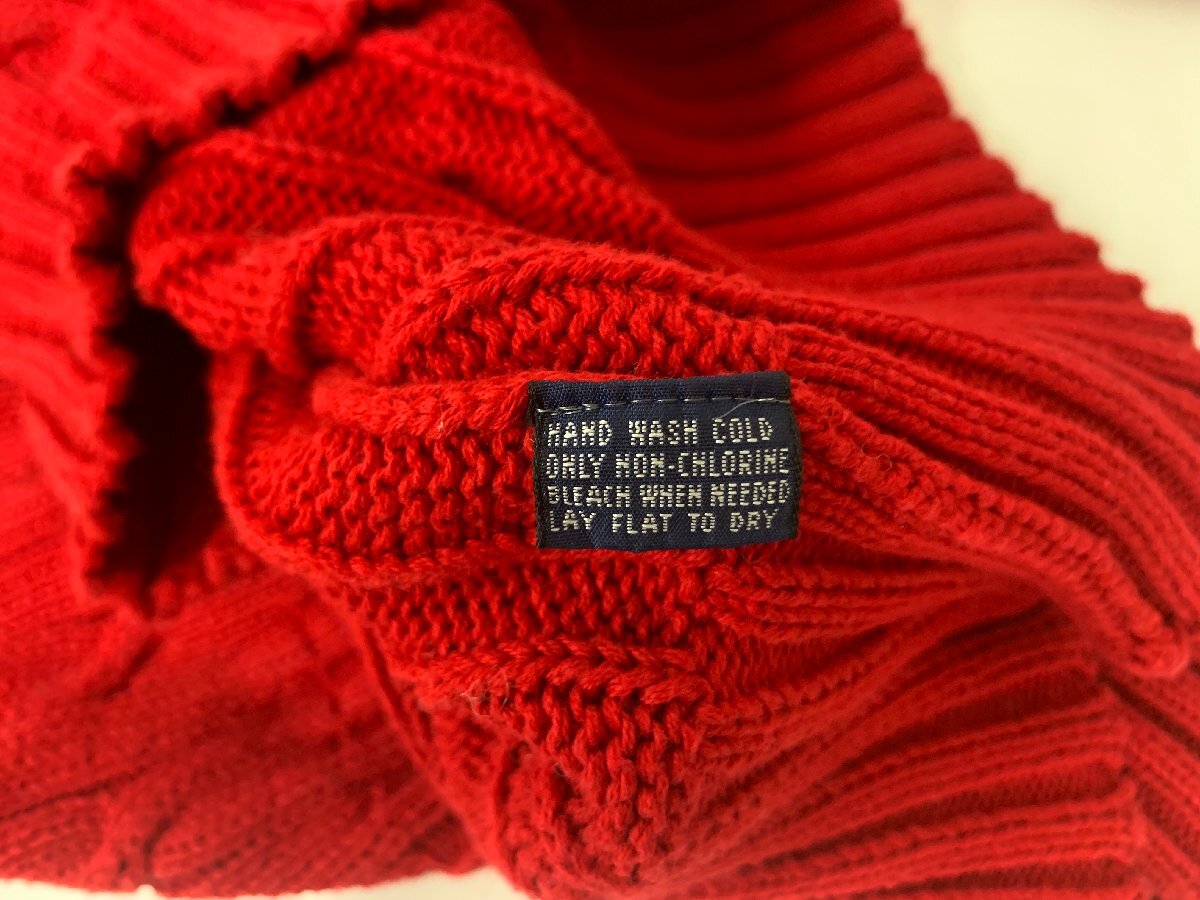 HAND WASH COLD
ONLY NON-CHLORINE
BLEACH WHEN NEEDED
LAY FLAT TO DRY